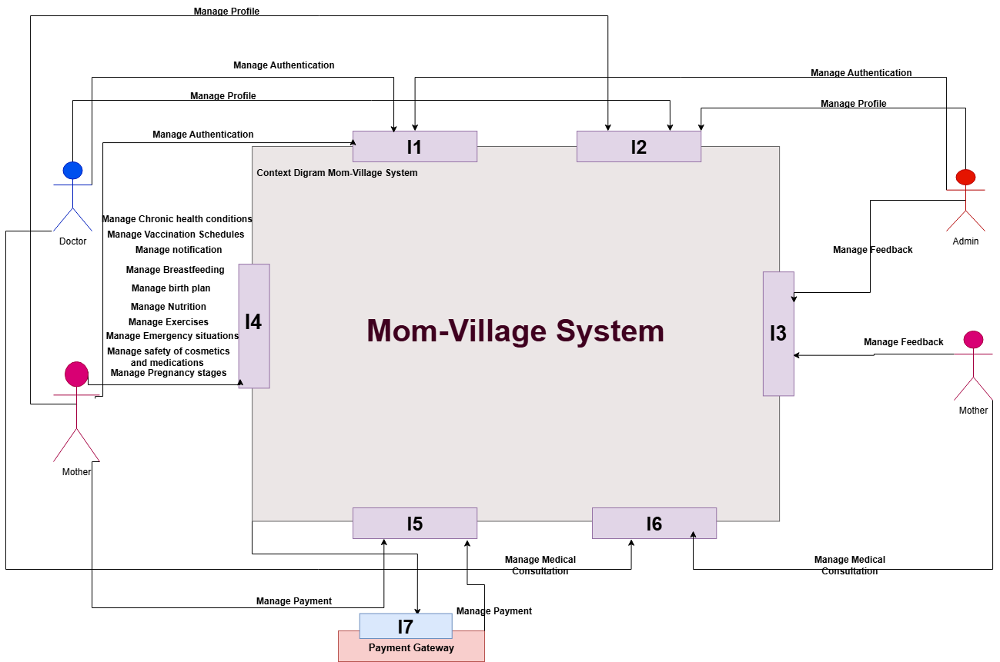 Manage Profile
Manage Authentication
Manage Authentication
Manage Profile
Manage Profile
Manage Authentication
I1
I2
Context Digram Mom-Village System
Doctor
Admin
Manage Chronic health conditions
Manage Vaccination Schedules
Manage notification
Manage Breastfeeding
Manage birth plan
Manage Nutrition
Manage Exercises
Manage Emergency situations
Manage safety of cosmetics
and medications
Manage Pregnancy stages
I4
Mom-Village System
Manage Feedback
I3
Manage Feedback
Mother
Mother
I5
I6
Manage Medical
Consultation
Manage Medical
Consultation
Manage Payment
Manage Payment
I7
Payment Gateway